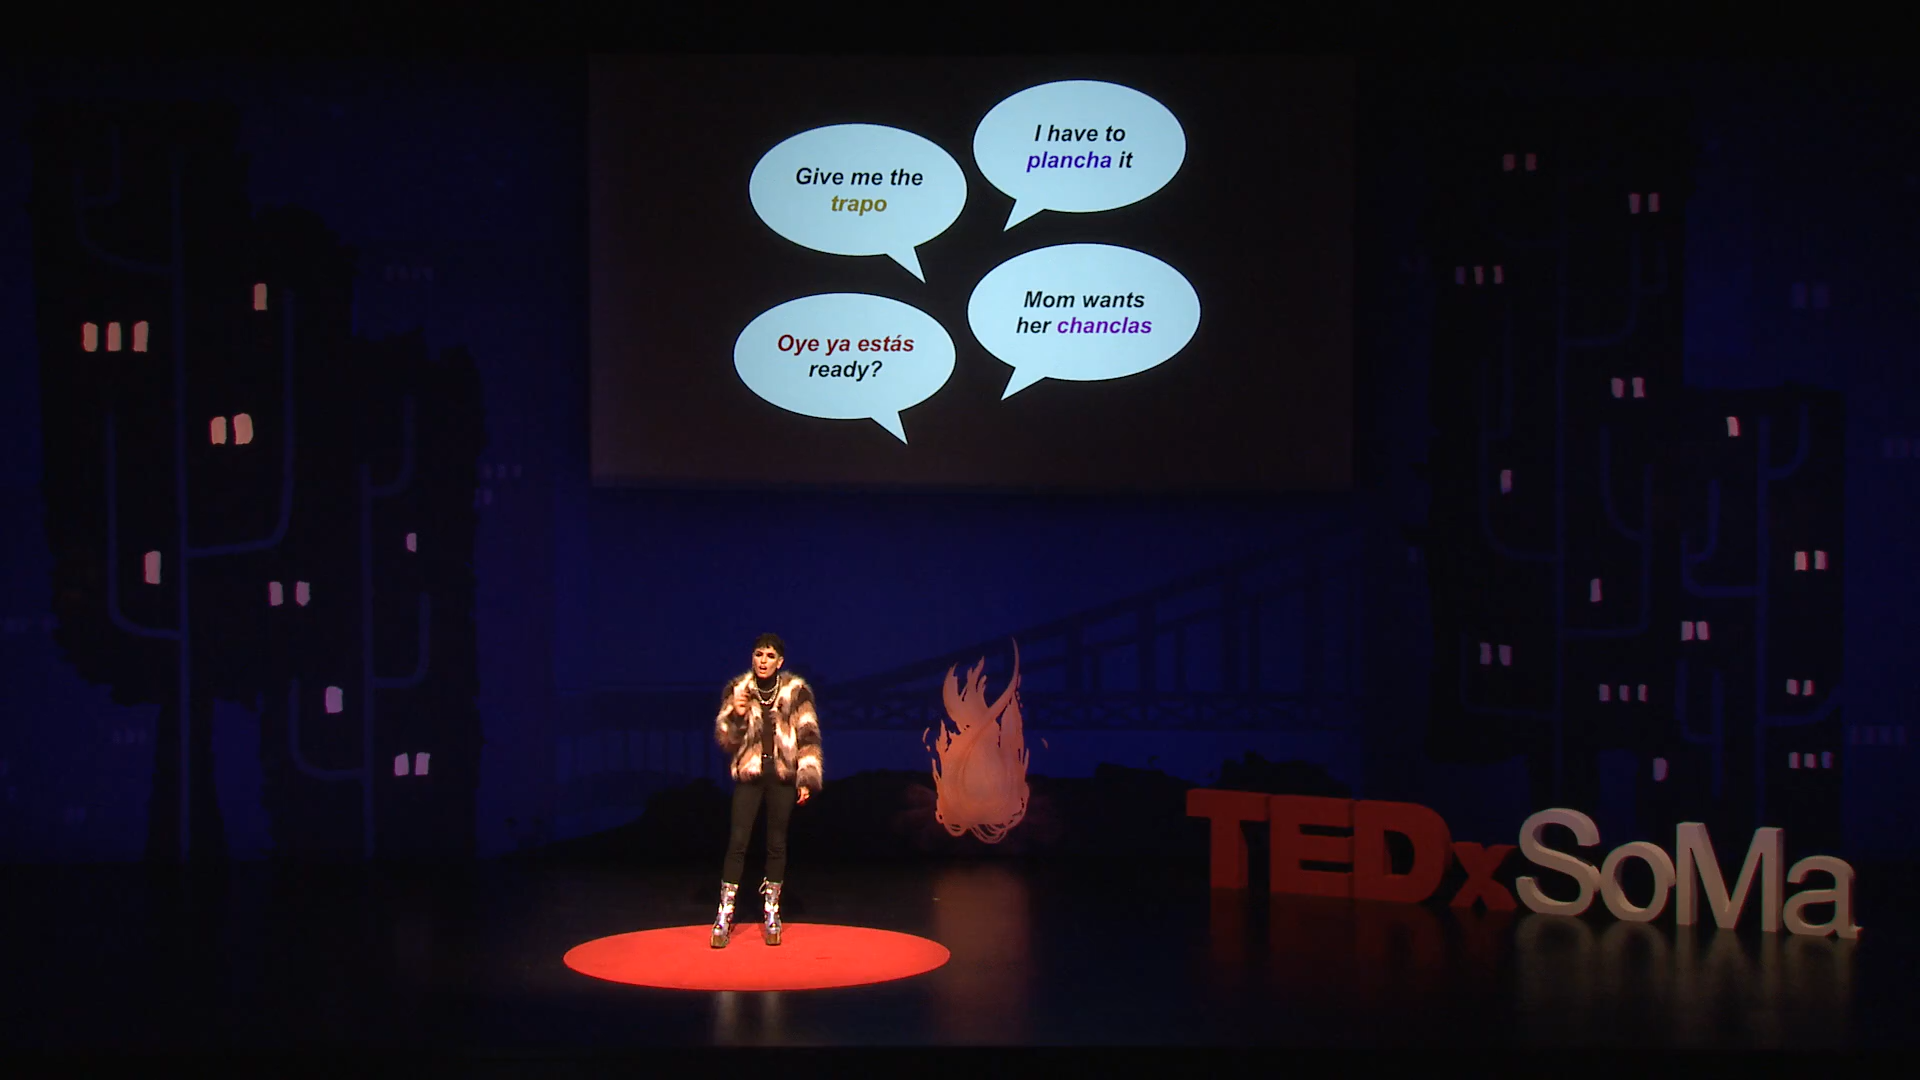 Give me the
trapo
I have to
plancha it
Oye ya estás
ready?
Mom wants
her chanclas
TEDxSoMa